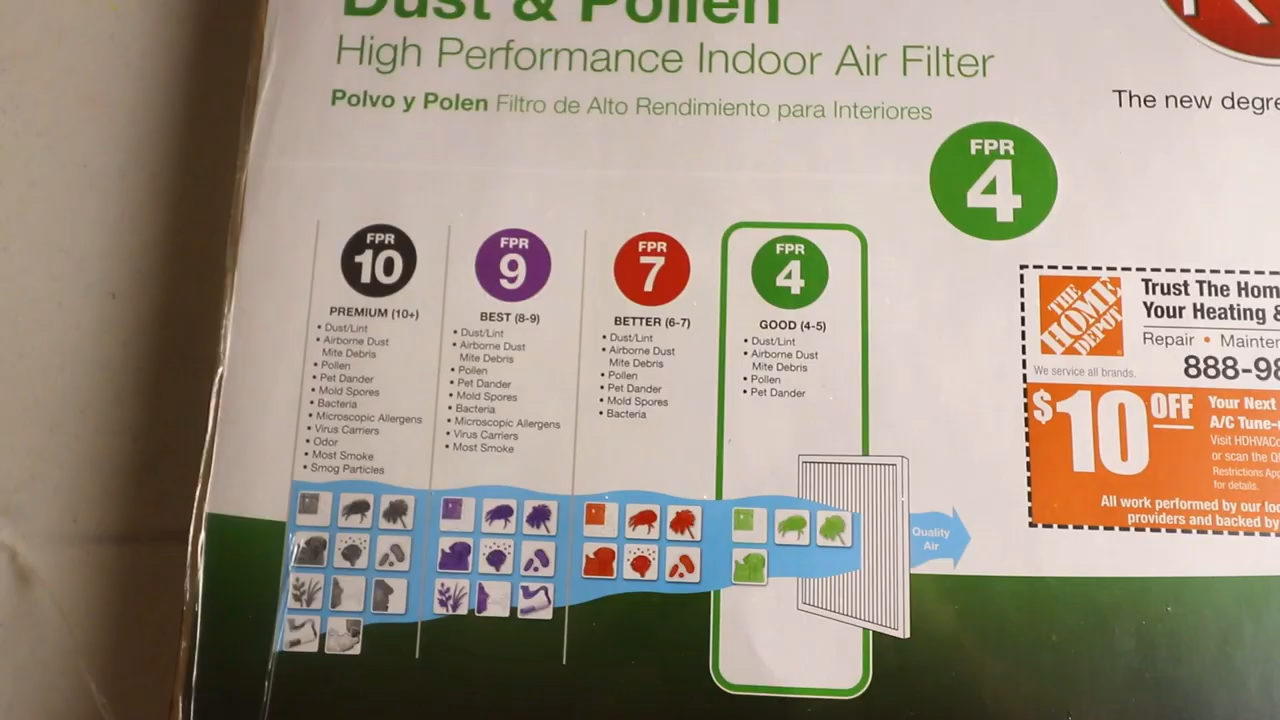 Dust & Pollen
High Performance Indoor Air Filter
Polvo y Polen Filtro de Alto Rendimiento para Interiores
The new degre
FPR
4
FPR
10
PREMIUM (10+)
• Dust/Lint
• Airborne Dust
Mite Debris
• Pollen
• Pet Dander
• Mold Spores
• Bacteria
• Microscopic Allergens
• Virus Carriers
• Odor
• Most Smoke
• Smog Particles
FPR
9
BEST (8-9)
• Dust/Lint
• Airborne Dust
Mite Debris
• Pollen
• Pet Dander
• Mold Spores
• Bacteria
• Microscopic Allergens
• Virus Carriers
• Most Smoke
FPR
7
BETTER (6-7)
• Dust/Lint
• Airborne Dust
Mite Debris
• Pollen
• Pet Dander
• Mold Spores
• Bacteria
FPR
4
GOOD (4-5)
• Dust/Lint
• Airborne Dust
Mite Debris
• Pollen
• Pet Dander
Quality
Air
THE
HOME
DEPOT
Trust The Hom
Your Heating &
Repair • Mainten
We service all brands.
888-98
$10 OFF
Your Next
A/C Tune-
Visit HDHVACc
or scan the Q
Restrictions App
for details.
All work performed by our loc
providers and backed by